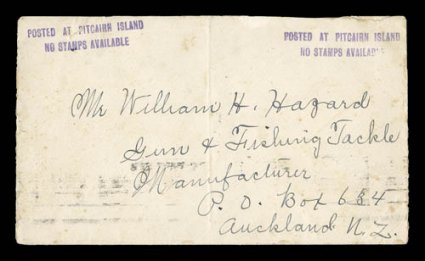 POSTED AT PITCAIRN ISLAND
NO STAMPS AVAILABLE
POSTED AT PITCAIRN ISLAND
NO STAMPS AVAILABLE
Mr William H. Hazard
Gun & Fishing Tackle
Manufacturer
P. O. Box 684
Auckland N. Z.